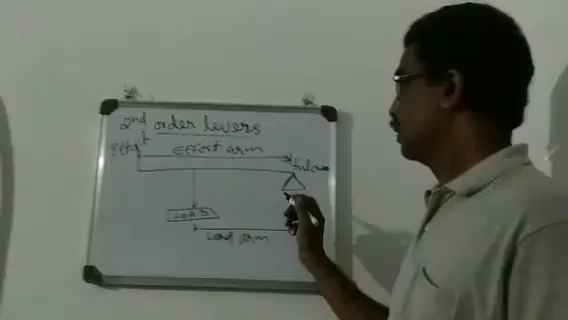 2nd order levers
Effort
Effort arm
Fulcrum
LOAD
Load arm